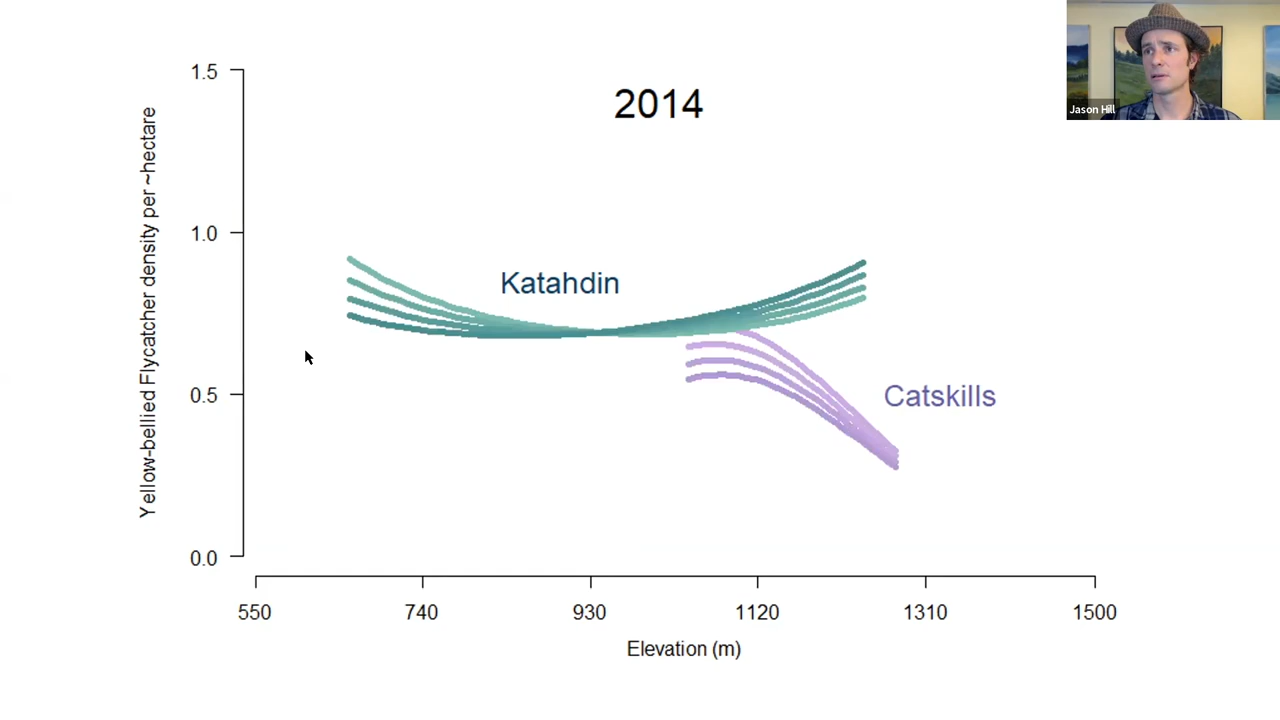 2014
Jason Hill
Yellow-bellied Flycatcher density per ~hectare
1.5
1.0
0.5
0.0
Katahdin
Catskills
550 740 930 1120 1310 1500
Elevation (m)